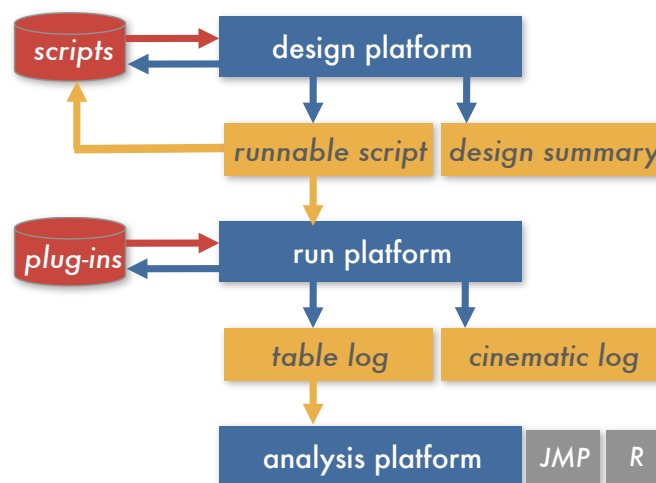 scripts
design platform
runnable script
design summary
plug-ins
run platform
table log
cinematic log
analysis platform
JMP
R